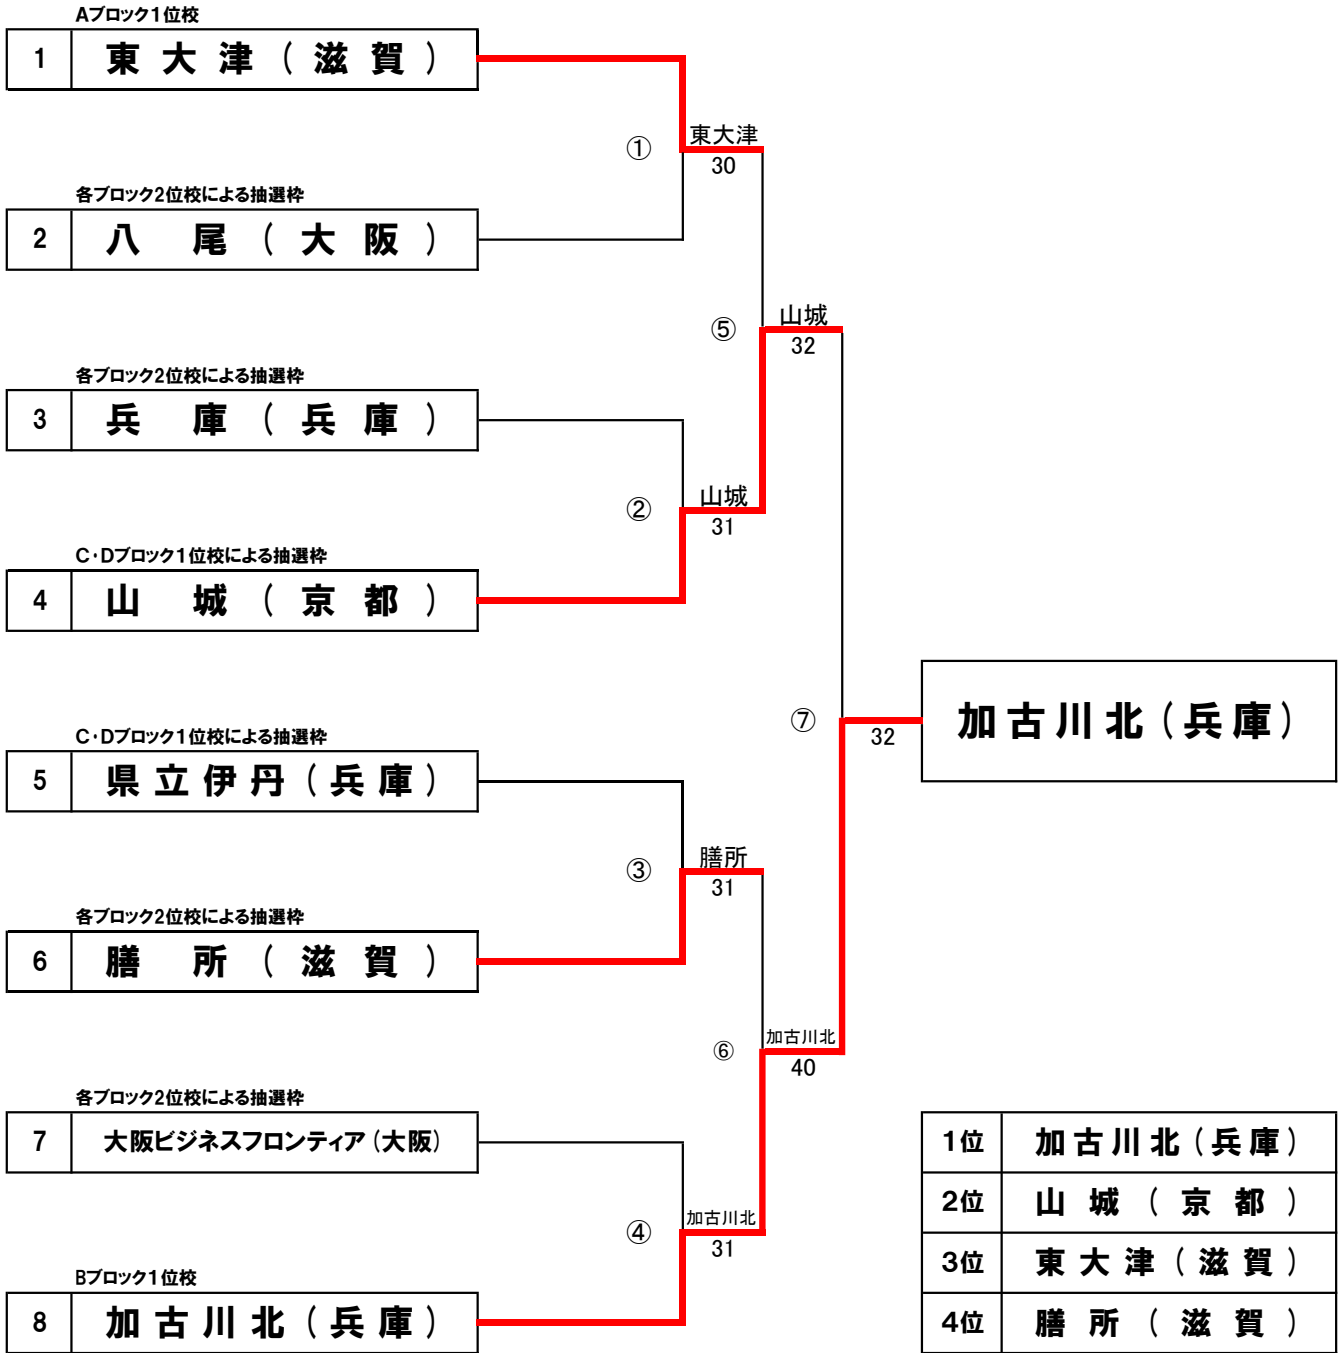 Aブロック1位校
1 東大津(滋賀)
① 東大津
30
各ブロック2位校による抽選枠
2 八尾(大阪)
⑤ 山城
32
各ブロック2位校による抽選枠
3 兵庫(兵庫)
② 山城
31
C・Dブロック1位校による抽選枠
4 山城(京都)
⑦ 32 加古川北(兵庫)
C・Dブロック1位校による抽選枠
5 県立伊丹(兵庫)
③ 膳所
31
各ブロック2位校による抽選枠
6 膳所(滋賀)
⑥ 加古川北
40
各ブロック2位校による抽選枠
7 大阪ビジネスフロンティア(大阪)
④ 加古川北
31
Bブロック1位校
8 加古川北(兵庫)
1位 加古川北(兵庫)
2位 山城(京都)
3位 東大津(滋賀)
4位 膳所(滋賀)